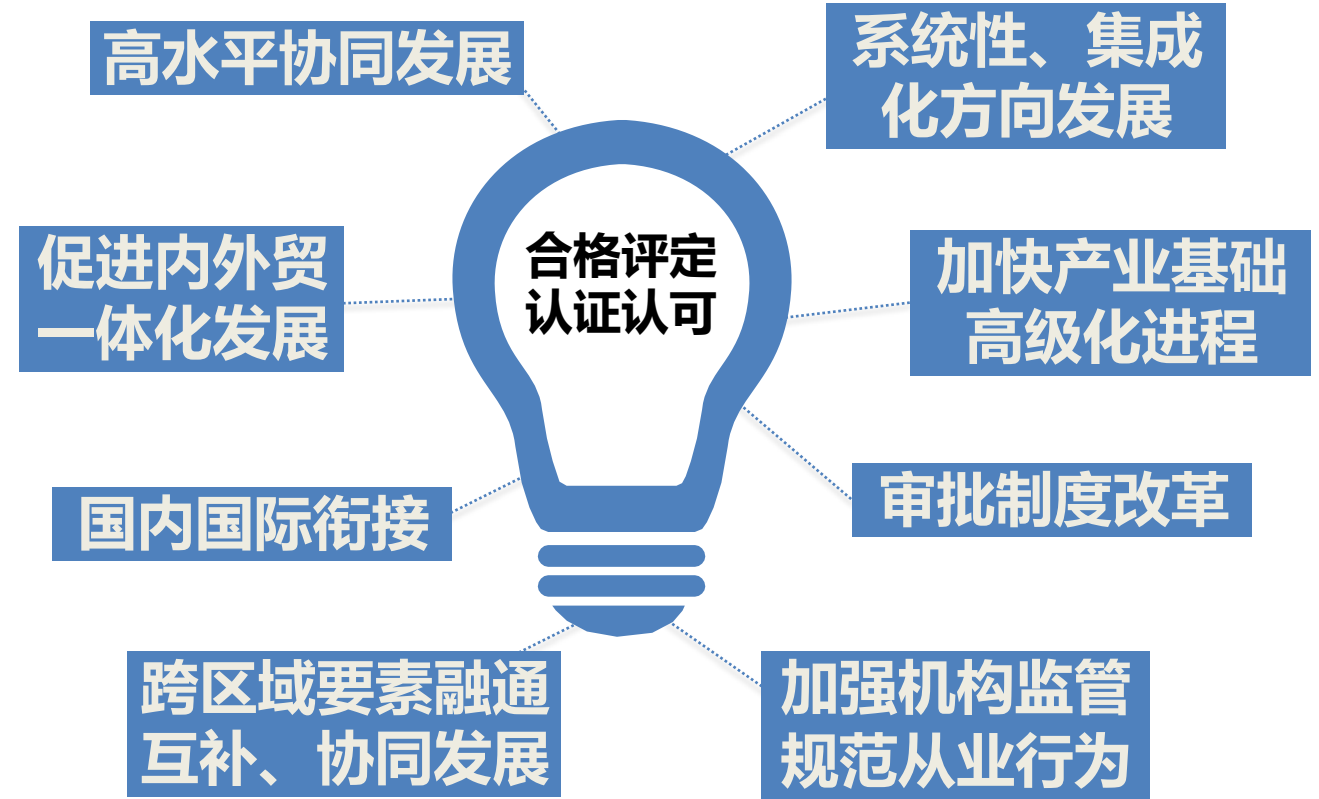 高水平协同发展
系统性、集成
化方向发展
促进内外贸
一体化发展
合格评定
认证认可
加快产业基础
高级化进程
国内国际衔接
审批制度改革
跨区域要素融通
互补、协同发展
加强机构监管
规范从业行为